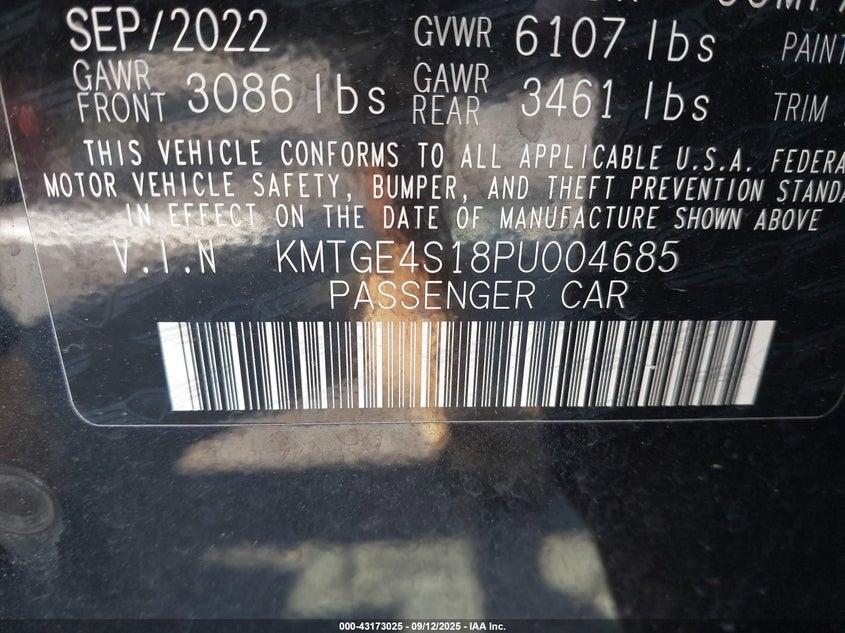 SEP/2022 GVWR 6107 lbs PAINT
GAWR FRONT 3086 lbs GAWR REAR 3461 lbs TRIM
THIS VEHICLE CONFORMS TO ALL APPLICABLE U.S.A. FEDERA
MOTOR VEHICLE SAFETY, BUMPER, AND THEFT PREVENTION STANDA
IN EFFECT ON THE DATE OF MANUFACTURE SHOWN ABOVE
V.I.N KMTGE4S18PU004685
PASSENGER CAR
000-43173025 - 09/12/2025 - IAA Inc.